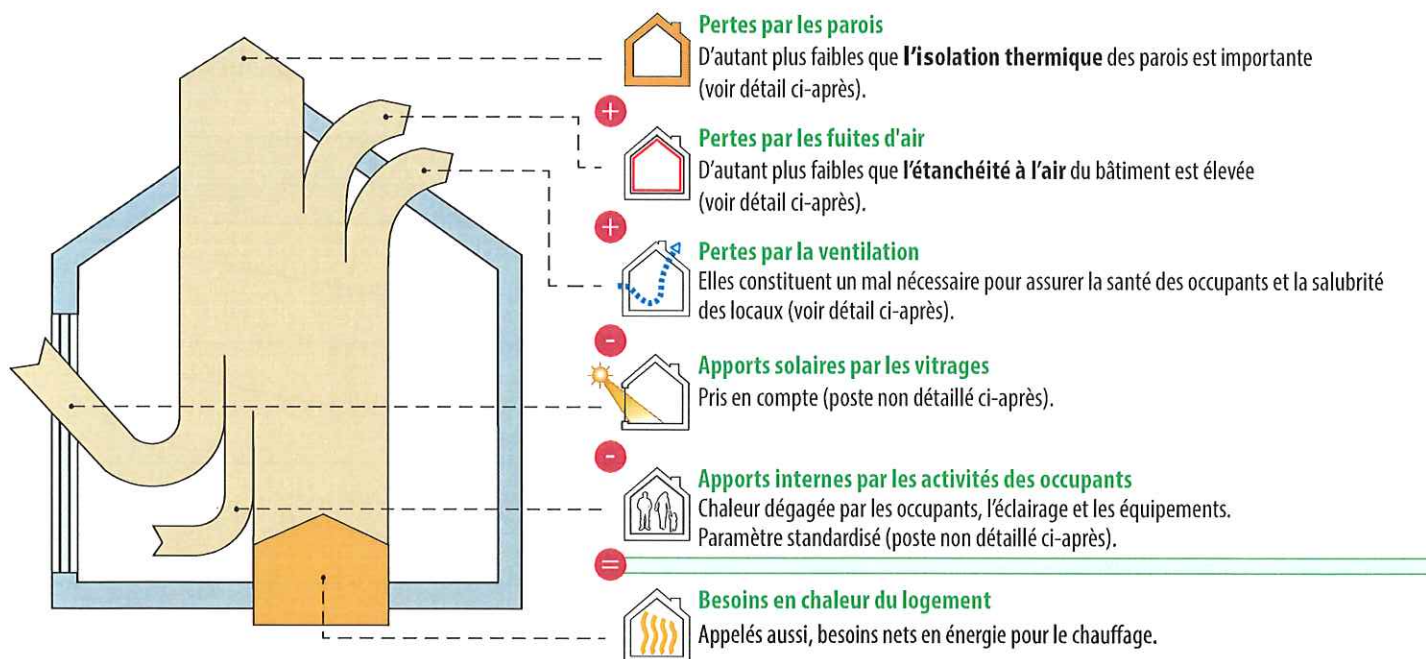 Pertes par les parois
D'autant plus faibles que l'isolation thermique des parois est importante
(voir détail ci-après).
+
Pertes par les fuites d'air
D'autant plus faibles que l'étanchéité à l'air du bâtiment est élevée
(voir détail ci-après).
+
Pertes par la ventilation
Elles constituent un mal nécessaire pour assurer la santé des occupants et la salubrité
des locaux (voir détail ci-après).
-
Apports solaires par les vitrages
Pris en compte (poste non détaillé ci-après).
-
Apports internes par les activités des occupants
Chaleur dégagée par les occupants, l'éclairage et les équipements.
Paramètre standardisé (poste non détaillé ci-après).
=
Besoins en chaleur du logement
Appelés aussi, besoins nets en énergie pour le chauffage.